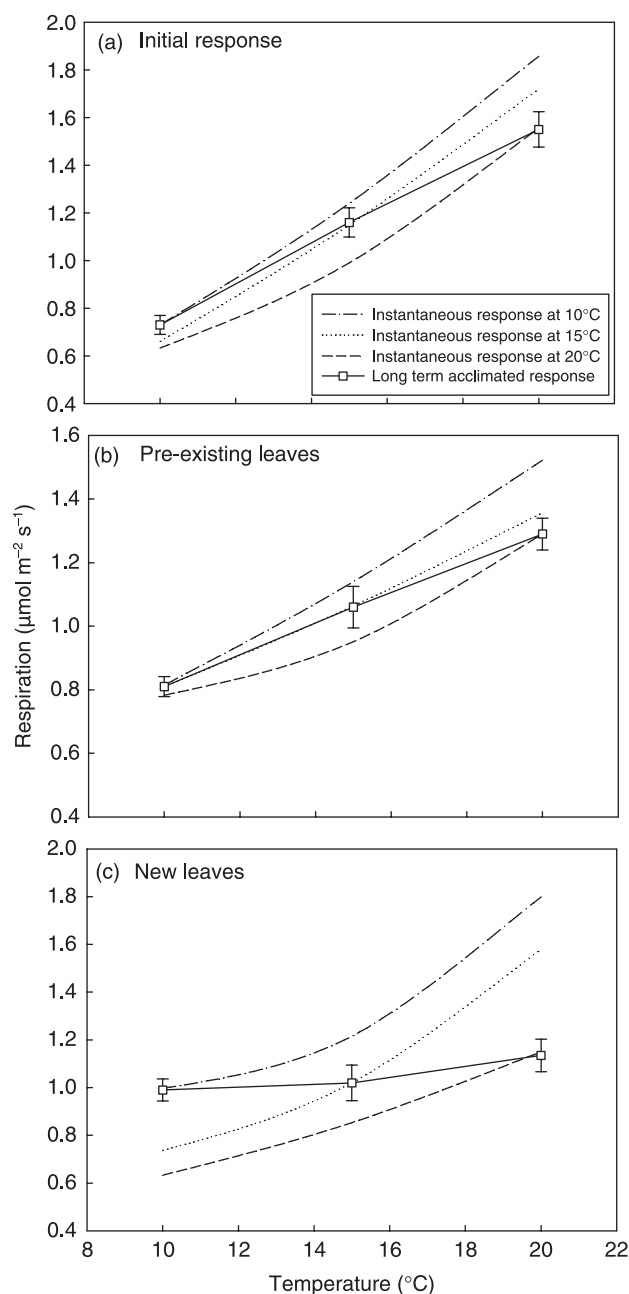 (a) Initial response
2.0
1.8
1.6
1.4
1.2
1.0
0.8
0.6
0.4
Instantaneous response at 10°C
Instantaneous response at 15°C
Instantaneous response at 20°C
Long term acclimated response
(b) Pre-existing leaves
1.6
1.4
1.2
1.0
0.8
0.6
0.4
Respiration (µmol m⁻² s⁻¹)
(c) New leaves
2.0
1.8
1.6
1.4
1.2
1.0
0.8
0.6
0.4
8 10 12 14 16 18 20 22
Temperature (°C)